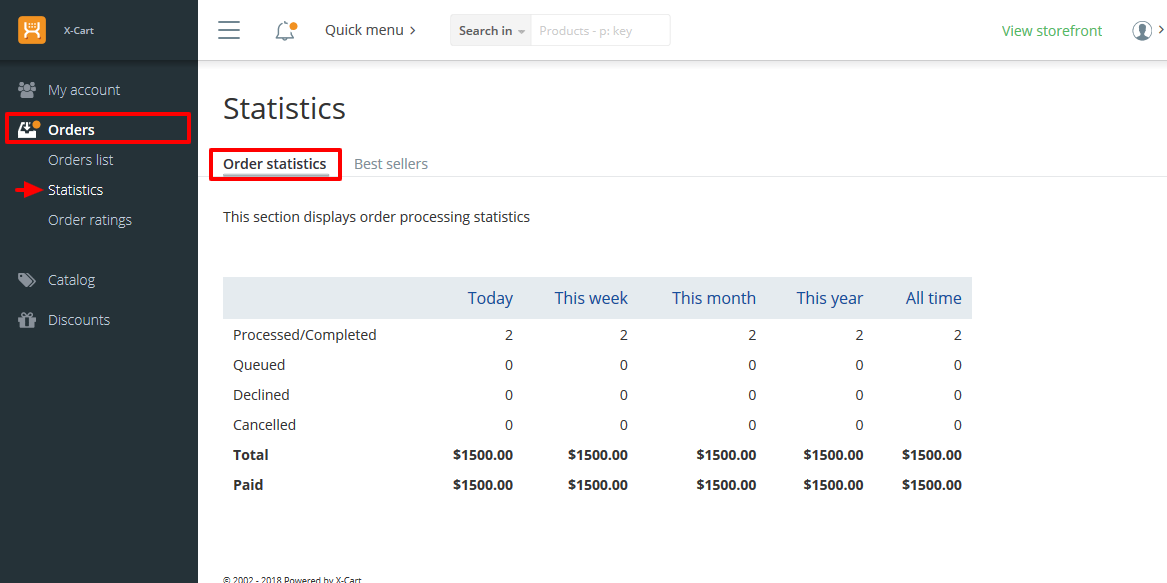 X-Cart
Quick menu
Search in
Products - p: key
View storefront
My account
Orders
Orders list
Statistics
Order ratings
Catalog
Discounts
Statistics
Order statistics Best sellers
This section displays order processing statistics
Today This week This month This year All time
Processed/Completed 2 2 2 2 2
Queued 0 0 0 0 0
Declined 0 0 0 0 0
Cancelled 0 0 0 0 0
Total $1500.00 $1500.00 $1500.00 $1500.00 $1500.00
Paid $1500.00 $1500.00 $1500.00 $1500.00 $1500.00
© 2002 - 2018 Powered by X-Cart